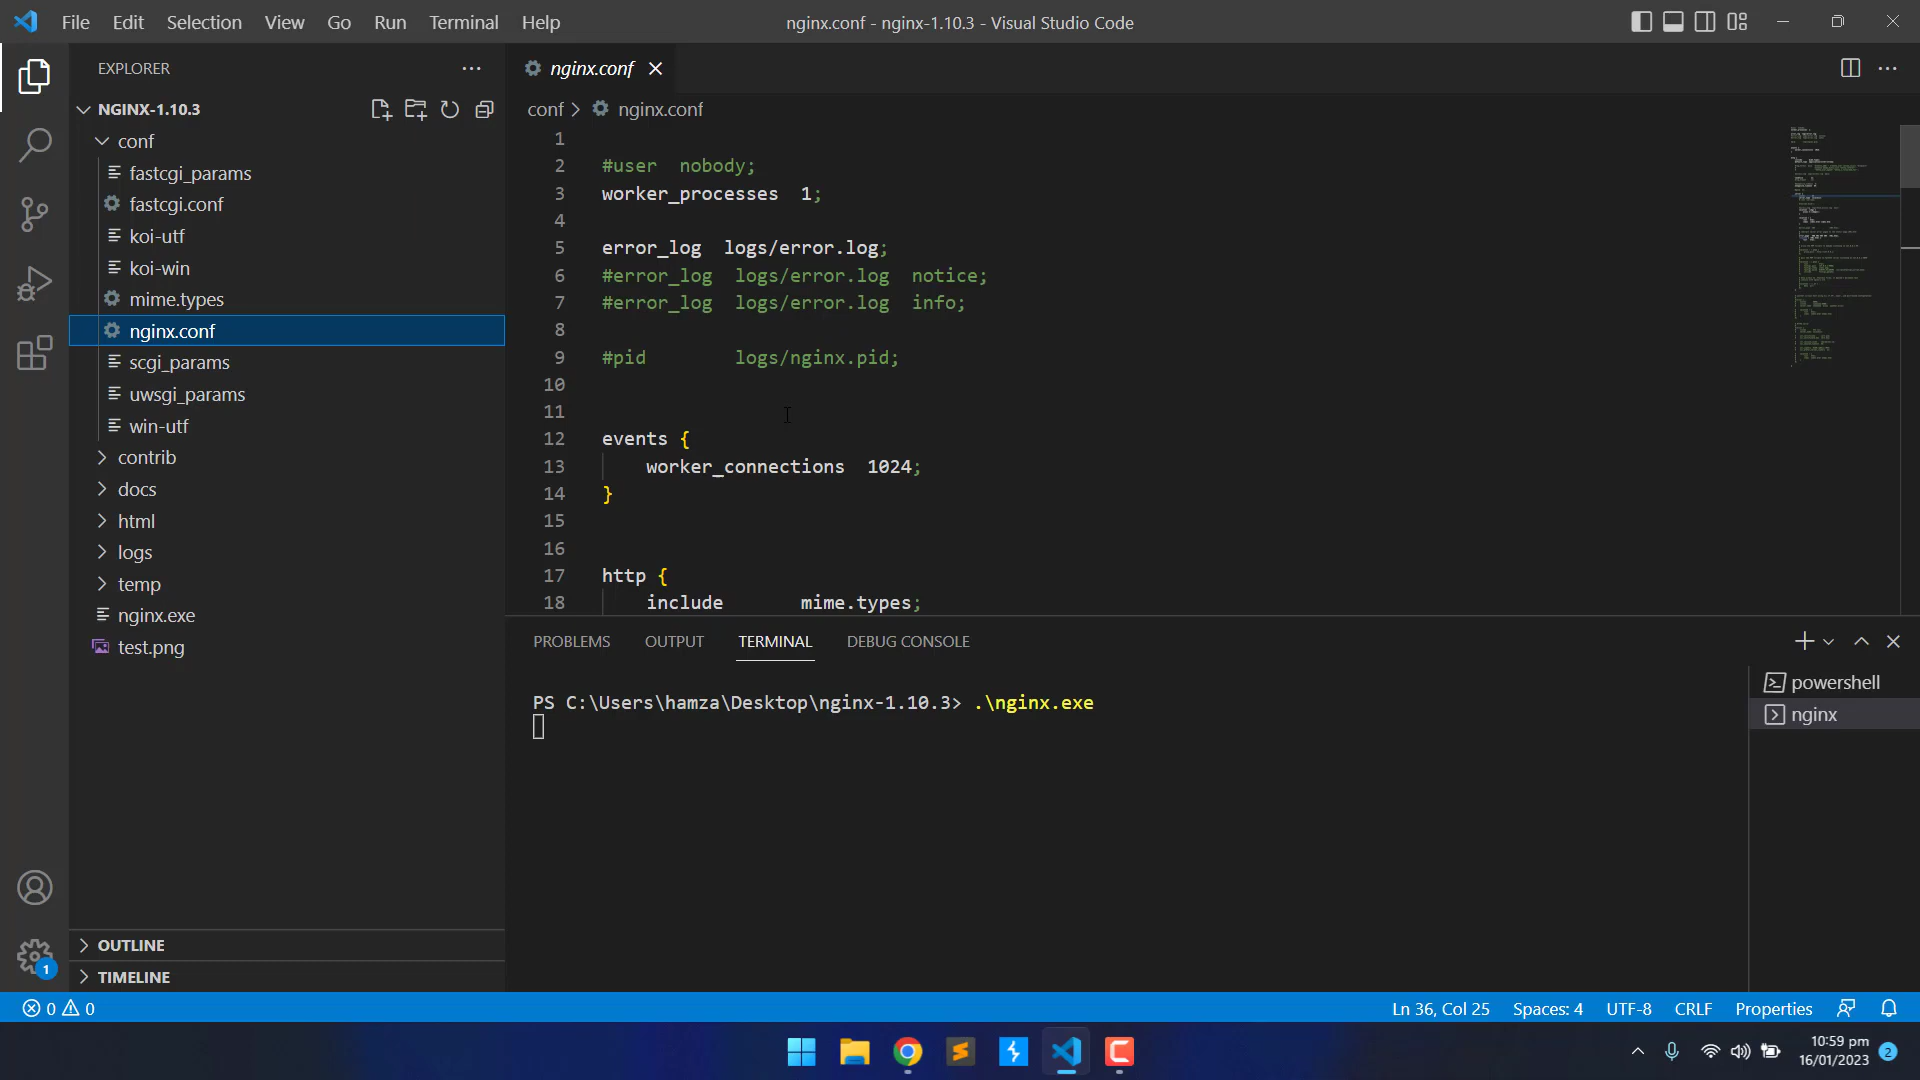 File Edit Selection View Go Run Terminal Help
nginx.conf - nginx-1.10.3 - Visual Studio Code
EXPLORER
NGINX-1.10.3
conf
fastcgi_params
fastcgi.conf
koi-utf
koi-win
mime.types
nginx.conf
scgi_params
uwsgi_params
win-utf
contrib
docs
html
logs
temp
nginx.exe
test.png
OUTLINE
TIMELINE
nginx.conf
conf > nginx.conf
1
2 #user  nobody;
3 worker_processes  1;
4
5 error_log  logs/error.log;
6 #error_log  logs/error.log  notice;
7 #error_log  logs/error.log  info;
8
9 #pid        logs/nginx.pid;
10
11
12 events {
13     worker_connections  1024;
14 }
15
16
17 http {
18     include       mime.types;
PROBLEMS OUTPUT TERMINAL DEBUG CONSOLE
PS C:\Users\hamza\Desktop\nginx-1.10.3> .\nginx.exe
powershell
nginx
1
0 0
Ln 36, Col 25 Spaces: 4 UTF-8 CRLF Properties
10:59 pm
16/01/2023
2